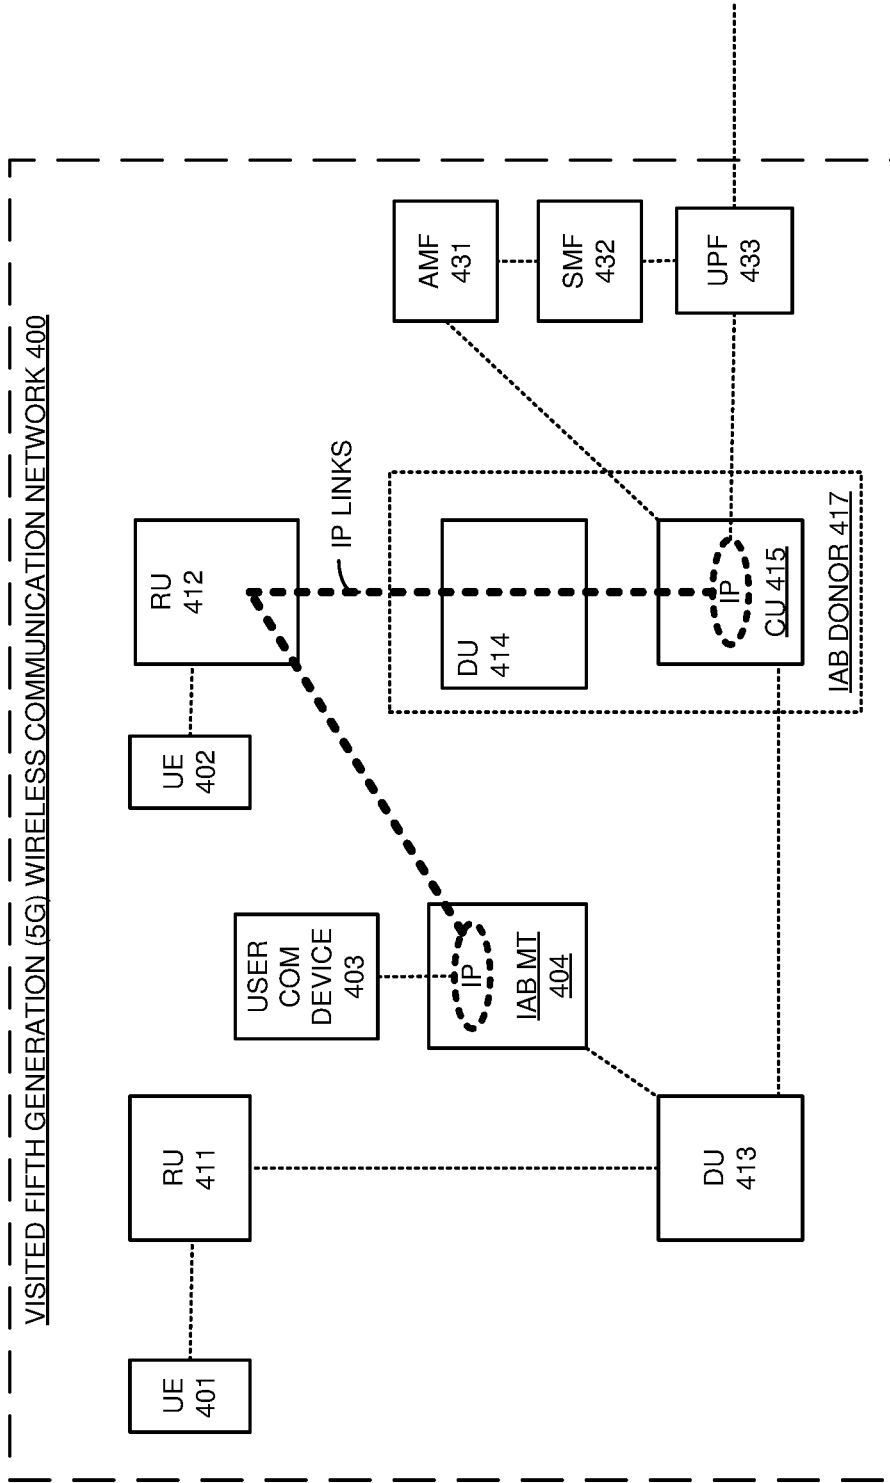 VISITED FIFTH GENERATION (5G) WIRELESS COMMUNICATION NETWORK 400
UE
401
RU
411
UE
402
RU
412
USER
COM
DEVICE
403
IP LINKS
IP
IAB MT
404
DU
413
DU
414
IP
CU 415
IAB DONOR 417
AMF
431
SMF
432
UPF
433